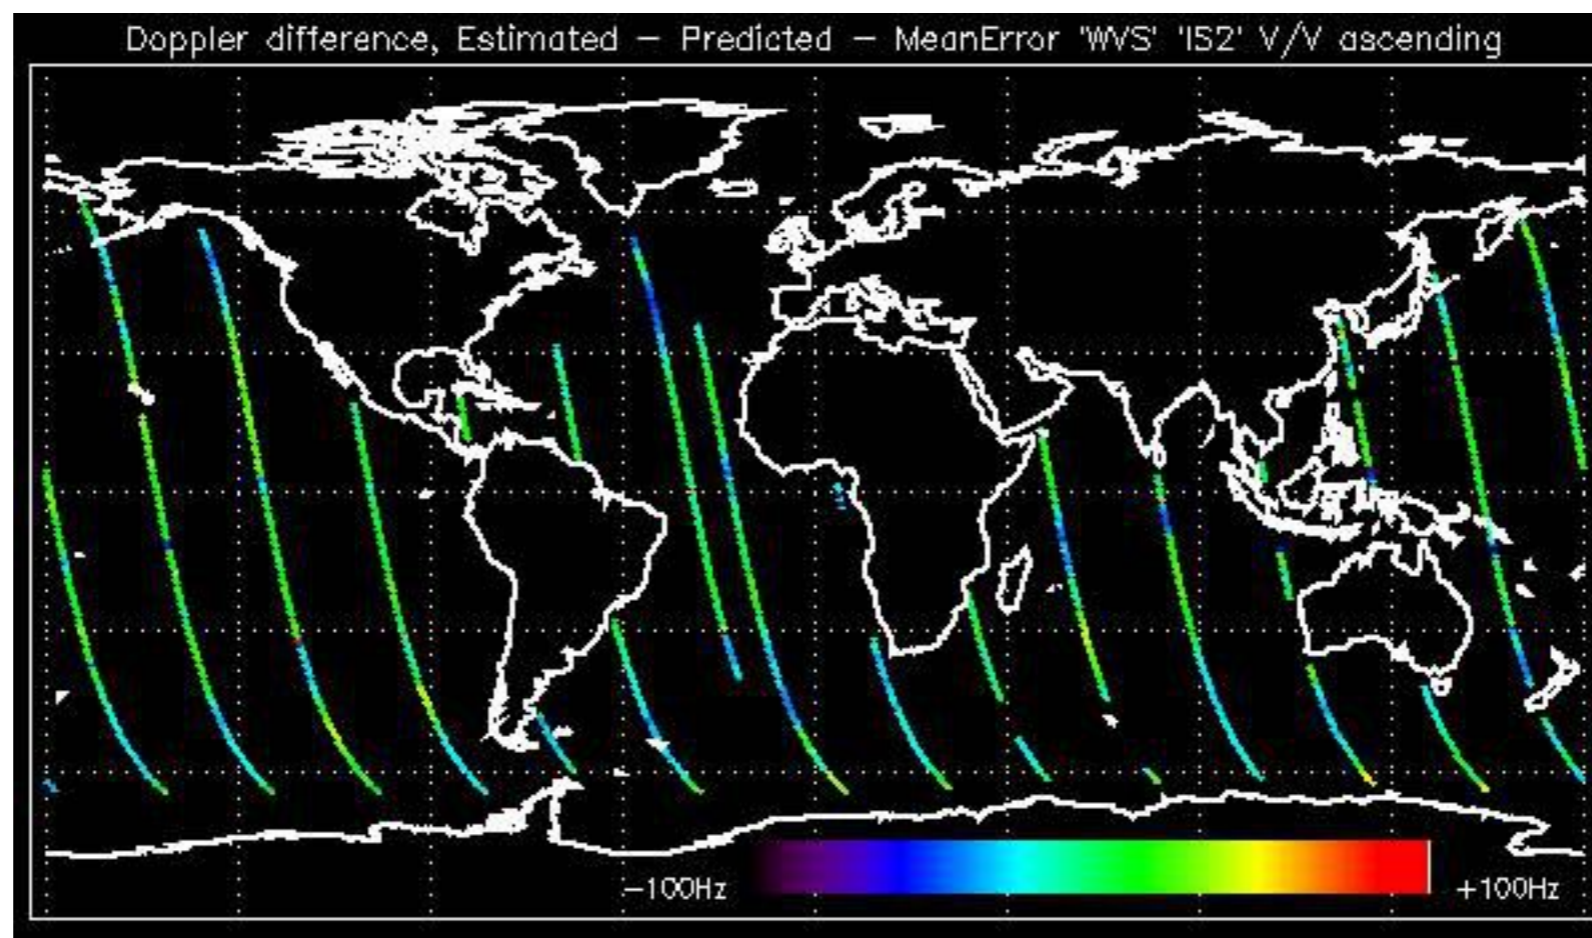 Doppler difference, Estimated – Predicted – MeanError 'WVS' 'IS2' V/V ascending
−100Hz +100Hz